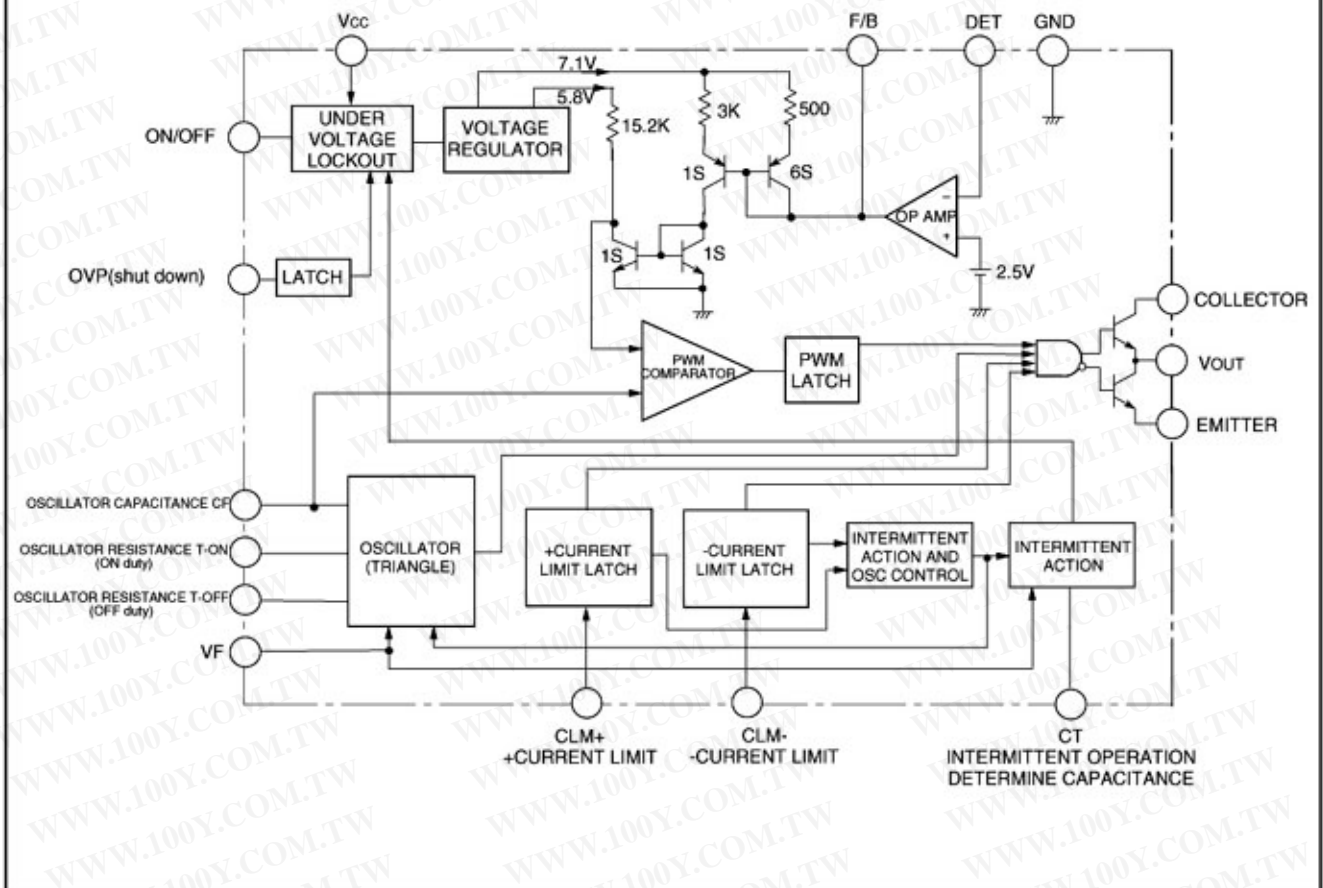 VCC
F/B
DET
GND
7.1V
5.8V
ON/OFF
UNDER
VOLTAGE
LOCKOUT
VOLTAGE
REGULATOR
15.2K
3K
500
1S
6S
OP AMP
-
+
2.5V
1S
1S
OVP(shut down)
LATCH
COLLECTOR
VOUT
EMITTER
PWM
COMPARATOR
PWM
LATCH
OSCILLATOR CAPACITANCE CF
OSCILLATOR RESISTANCE T-ON
(ON duty)
OSCILLATOR RESISTANCE T-OFF
(OFF duty)
VF
OSCILLATOR
(TRIANGLE)
+CURRENT
LIMIT LATCH
-CURRENT
LIMIT LATCH
INTERMITTENT
ACTION AND
OSC CONTROL
INTERMITTENT
ACTION
CLM+
+CURRENT LIMIT
CLM-
-CURRENT LIMIT
CT
INTERMITTENT OPERATION
DETERMINE CAPACITANCE
WWW.100Y.COM.TW